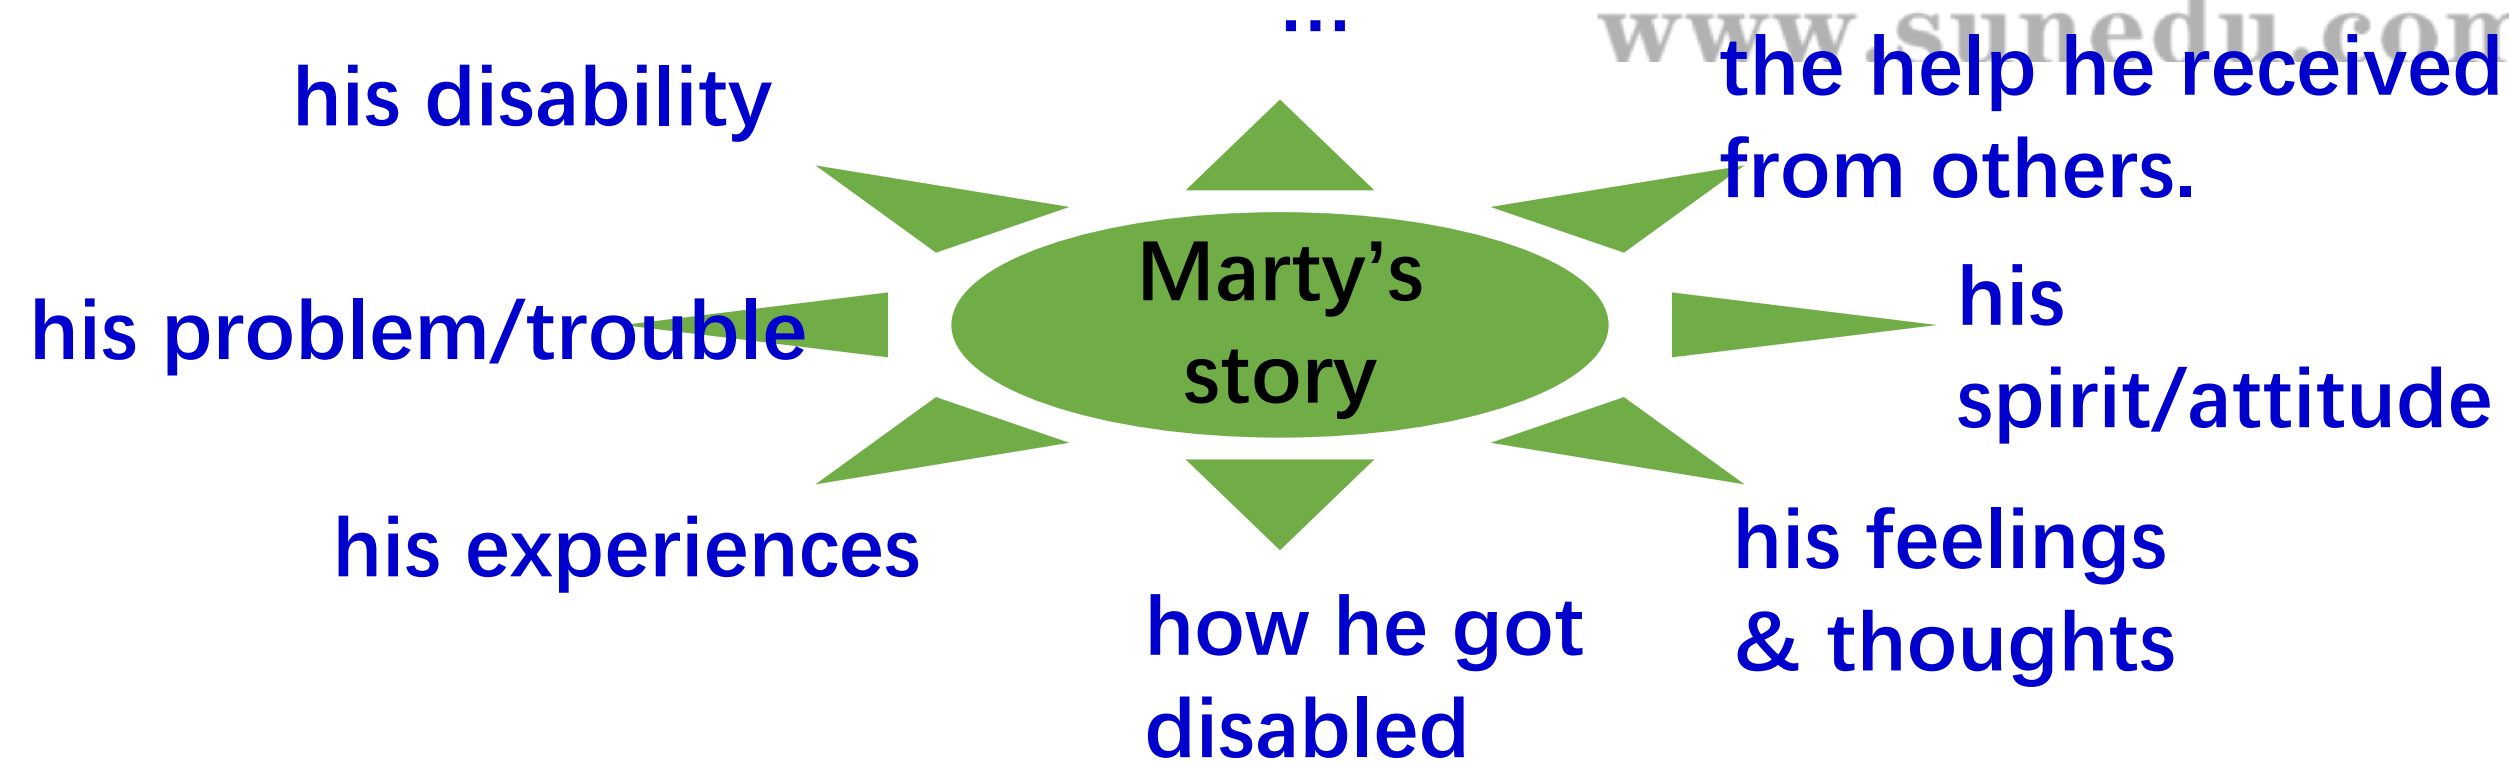 ...
www.sunedu.com
his disability
the help he received
from others.
Marty’s
story
his problem/trouble
his
spirit/attitude
his experiences
his feelings
& thoughts
how he got
disabled